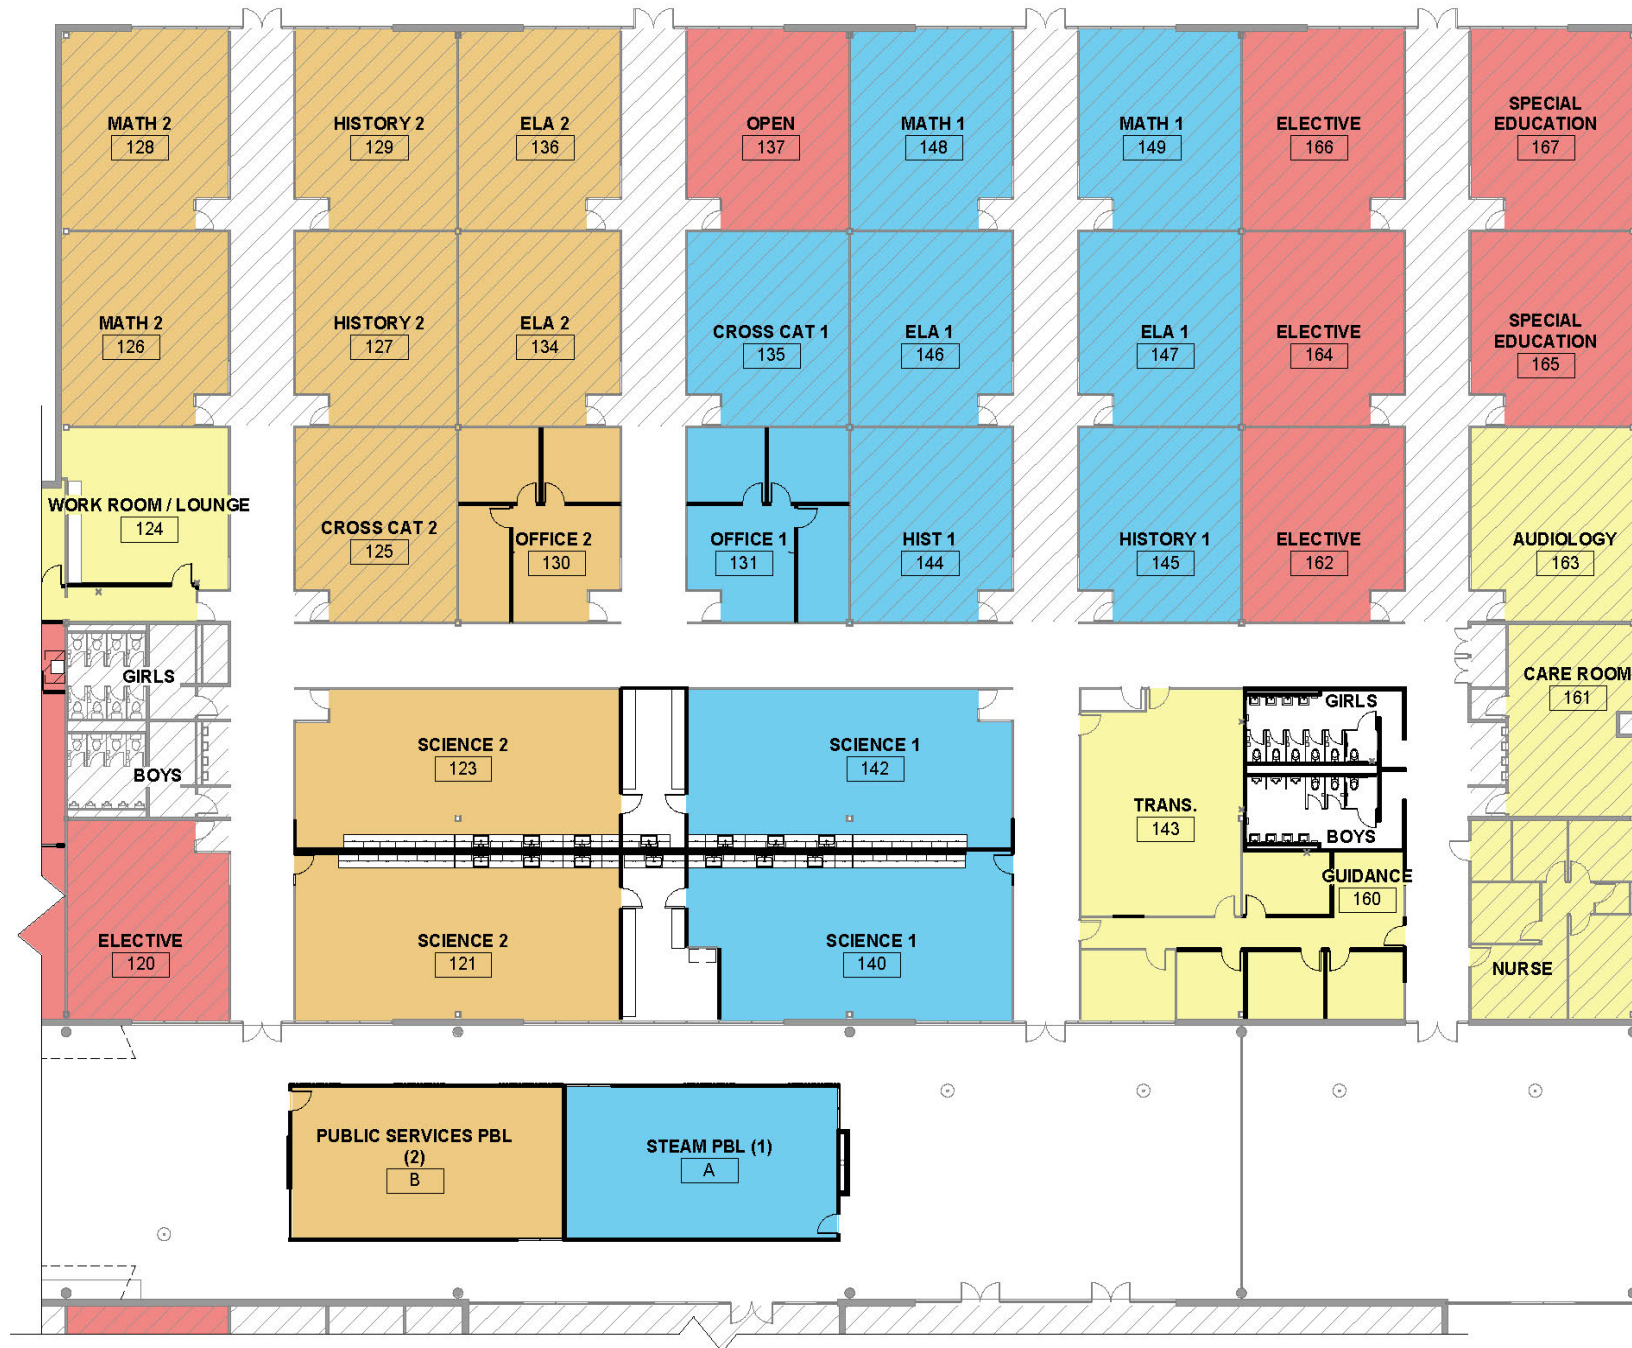 MATH 2
128
HISTORY 2
129
ELA 2
136
OPEN
137
MATH 1
148
MATH 1
149
ELECTIVE
166
SPECIAL
EDUCATION
167
MATH 2
126
HISTORY 2
127
ELA 2
134
CROSS CAT 1
135
ELA 1
146
ELA 1
147
ELECTIVE
164
SPECIAL
EDUCATION
165
WORK ROOM / LOUNGE
124
CROSS CAT 2
125
OFFICE 2
130
OFFICE 1
131
HIST 1
144
HISTORY 1
145
ELECTIVE
162
AUDIOLOGY
163
GIRLS
BOYS
SCIENCE 2
123
SCIENCE 1
142
TRANS.
143
GIRLS
BOYS
CARE ROOM
161
GUIDANCE
160
ELECTIVE
120
SCIENCE 2
121
SCIENCE 1
140
NURSE
PUBLIC SERVICES PBL
(2)
B
STEAM PBL (1)
A